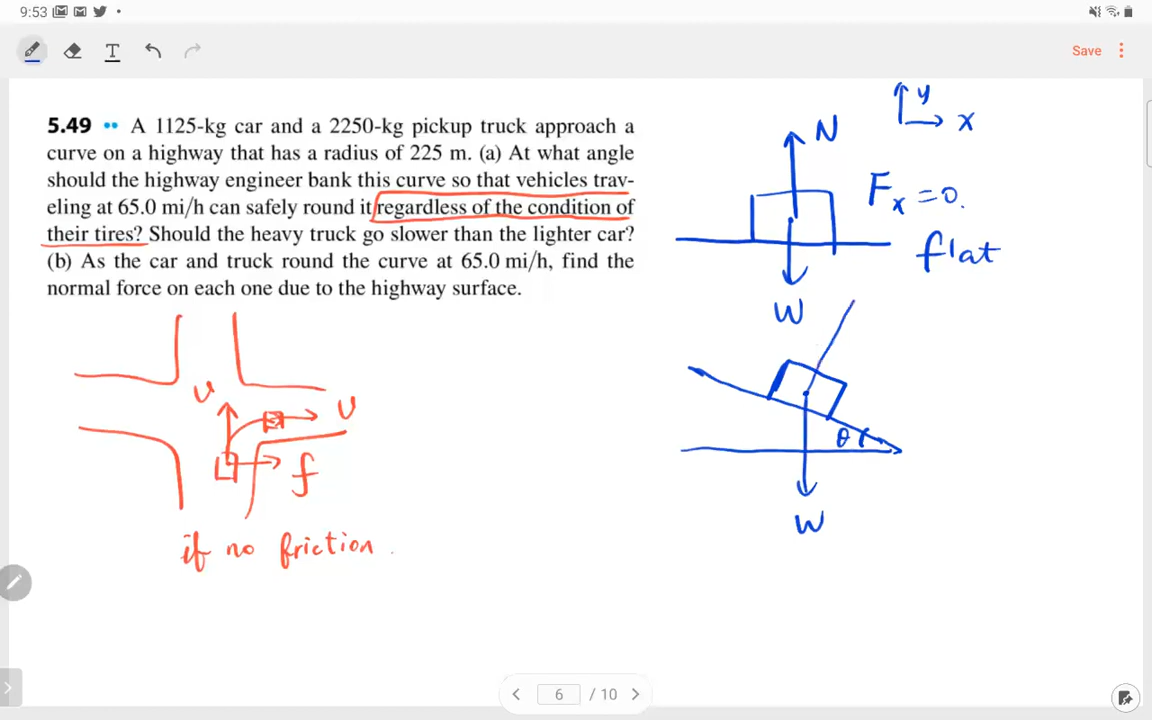 9:53
T
Save
5.49 •• A 1125-kg car and a 2250-kg pickup truck approach a
curve on a highway that has a radius of 225 m. (a) At what angle
should the highway engineer bank this curve so that vehicles trav-
eling at 65.0 mi/h can safely round it regardless of the condition of
their tires? Should the heavy truck go slower than the lighter car?
(b) As the car and truck round the curve at 65.0 mi/h, find the
normal force on each one due to the highway surface.
y
x
N
Fx = 0.
flat
W
v
v
f
if no friction.
θ
W
6 / 10